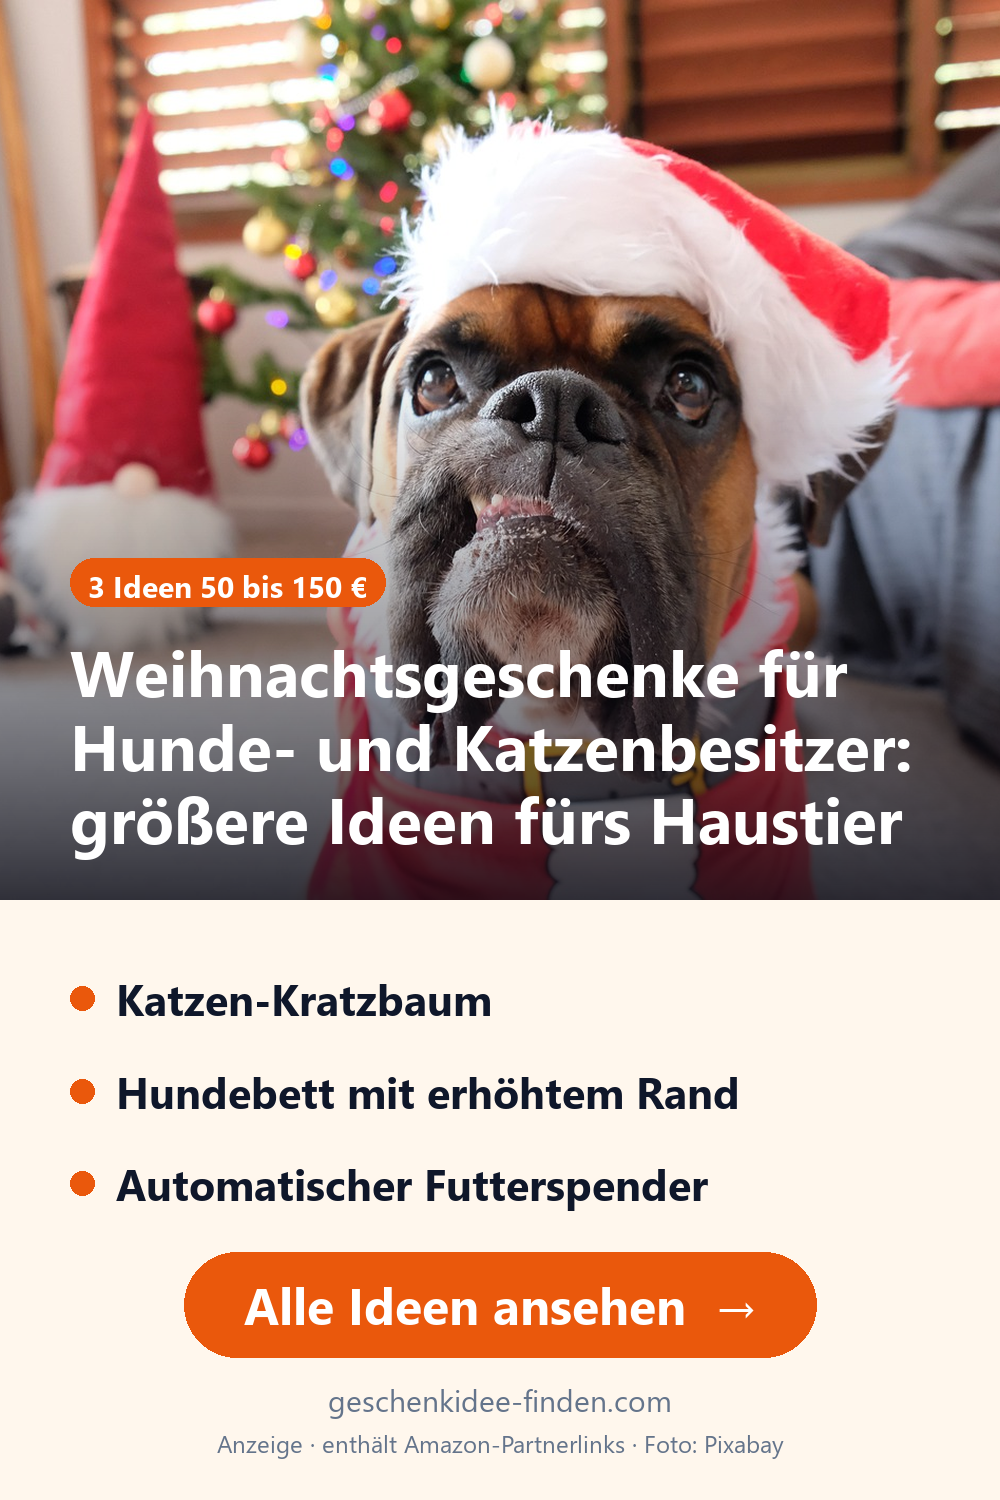 3 Ideen 50 bis 150 €
Weihnachtsgeschenke für
Hunde- und Katzenbesitzer:
größere Ideen fürs Haustier
Katzen-Kratzbaum
Hundebett mit erhöhtem Rand
Automatischer Futterspender
Alle Ideen ansehen →
geschenkidee-finden.com
Anzeige · enthält Amazon-Partnerlinks · Foto: Pixabay